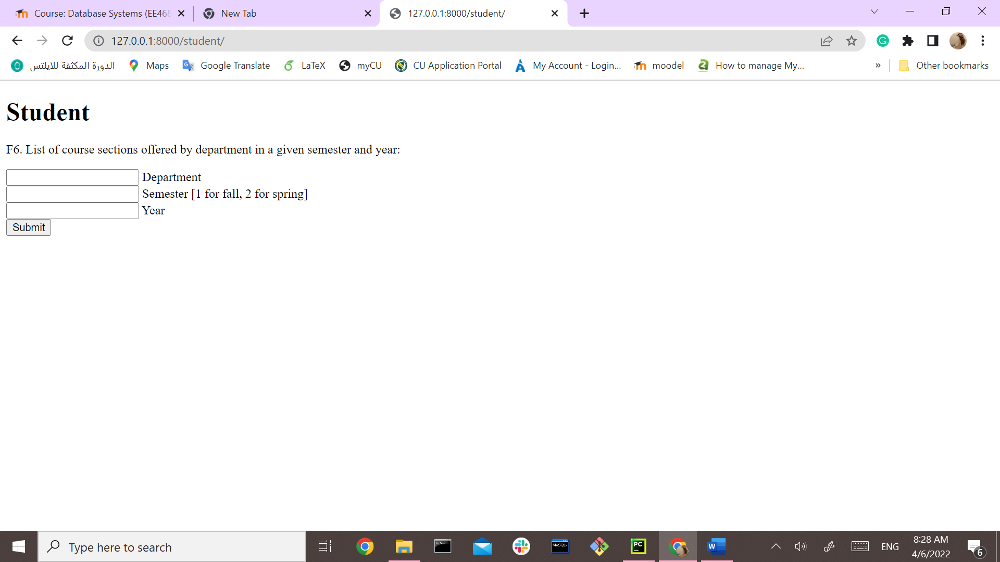 Course: Database Systems (EE468
New Tab
127.0.0.1:8000/student/
127.0.0.1:8000/student/
الدورة المكثفة للايلتس
Maps
Google Translate
LaTeX
myCU
CU Application Portal
My Account - Login...
moodel
How to manage My...
»
Other bookmarks
Student
F6. List of course sections offered by department in a given semester and year:
Department
Semester [1 for fall, 2 for spring]
Year
Submit
Type here to search
MySQL
PC
W
ENG
8:28 AM
4/6/2022
6